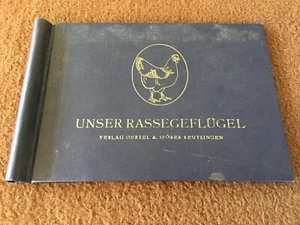 UNSER RASSEGEFLÜGEL
VERLAG OERTEL & SPÖRER REUTLINGEN